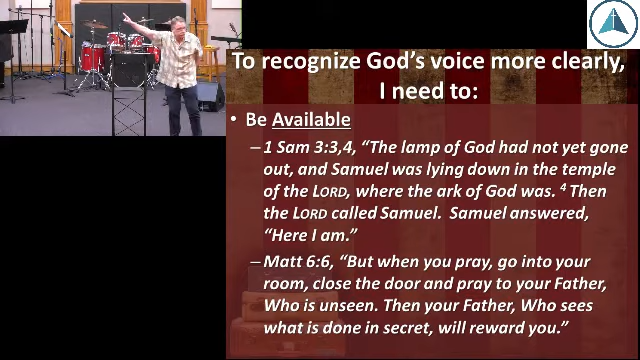 To recognize God's voice more clearly,
I need to:
• Be Available
– 1 Sam 3:3,4, “The lamp of God had not yet gone
out, and Samuel was lying down in the temple
of the LORD, where the ark of God was. ⁴ Then
the LORD called Samuel.  Samuel answered,
“Here I am.”
– Matt 6:6, “But when you pray, go into your
room, close the door and pray to your Father,
Who is unseen. Then your Father, Who sees
what is done in secret, will reward you.”